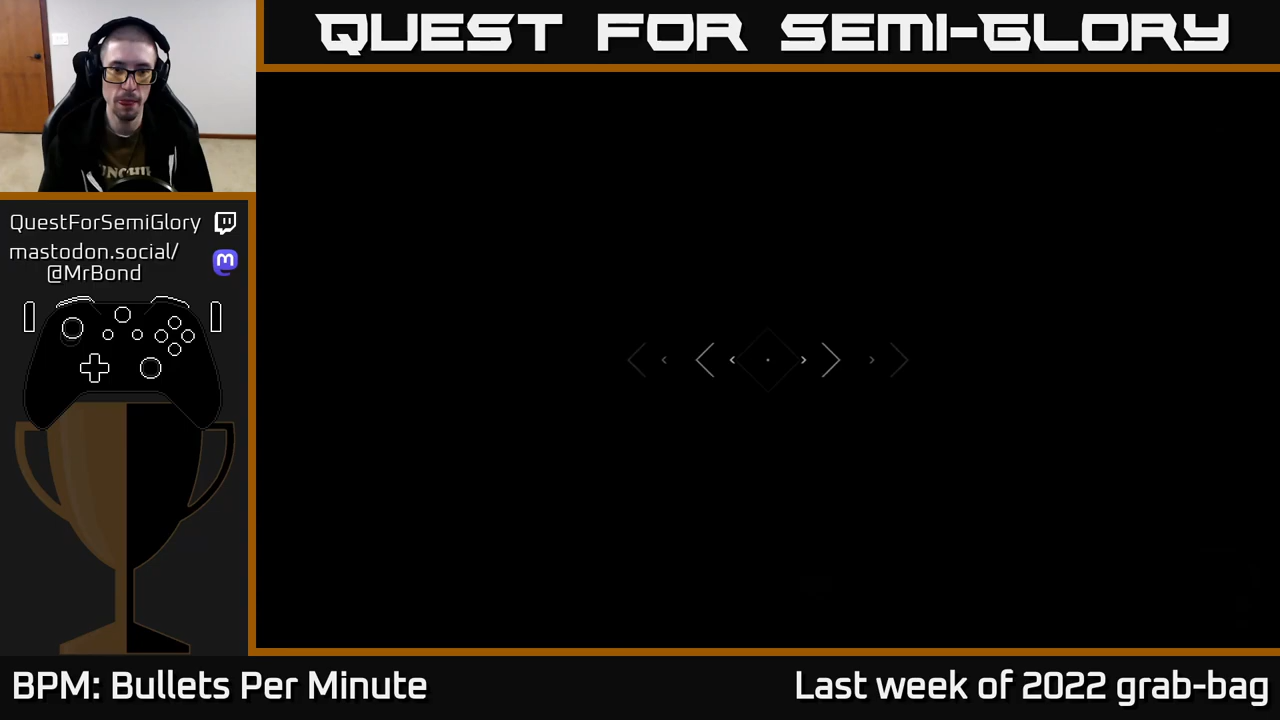 QUEST FOR SEMI-GLORY
QuestForSemiGlory
mastodon.social/
@MrBond
BPM: Bullets Per Minute
Last week of 2022 grab-bag